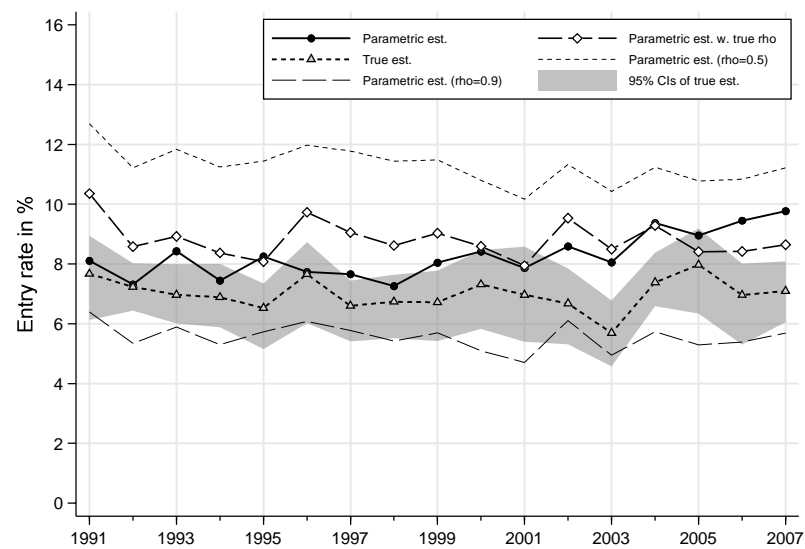 16
Parametric est.
Parametric est. w. true rho
True est.
Parametric est. (rho=0.5)
Parametric est. (rho=0.9)
95% CIs of true est.
14
12
10
8
6
4
2
0
Entry rate in %
1991 1993 1995 1997 1999 2001 2003 2005 2007